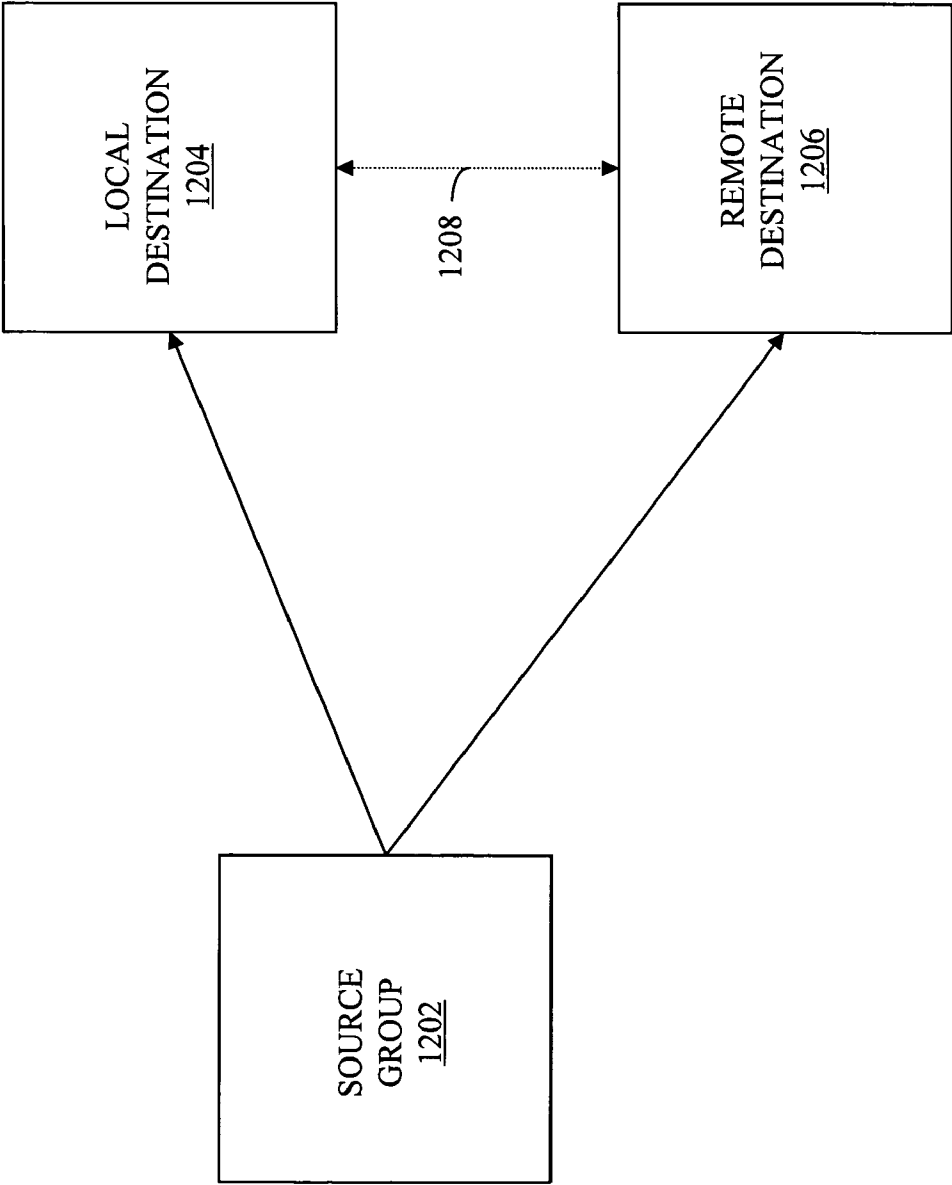 LOCAL
DESTINATION
1204
1208
REMOTE
DESTINATION
1206
SOURCE
GROUP
1202